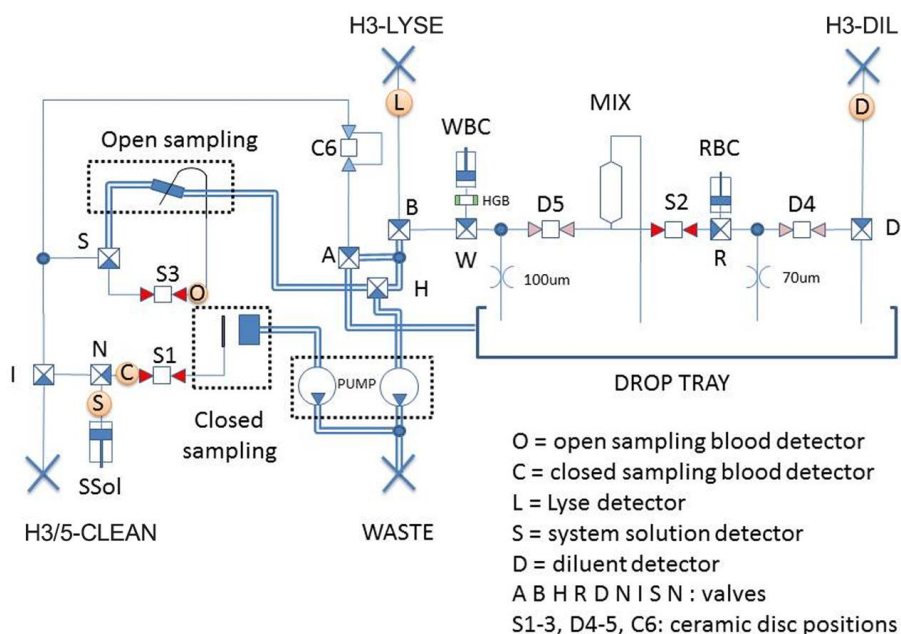 H3-LYSE
H3-DIL
L
MIX
D
WBC
C6
RBC
Open sampling
HGB
D5
S2
D4
B
S
A
W
R
D
H
100um
70um
S3
O
I
N
C
S1
PUMP
DROP TRAY
S
Closed
sampling
SSol
H3/5-CLEAN
WASTE
O = open sampling blood detector
C = closed sampling blood detector
L = Lyse detector
S = system solution detector
D = diluent detector
A B H R D N I S N : valves
S1-3, D4-5, C6: ceramic disc positions